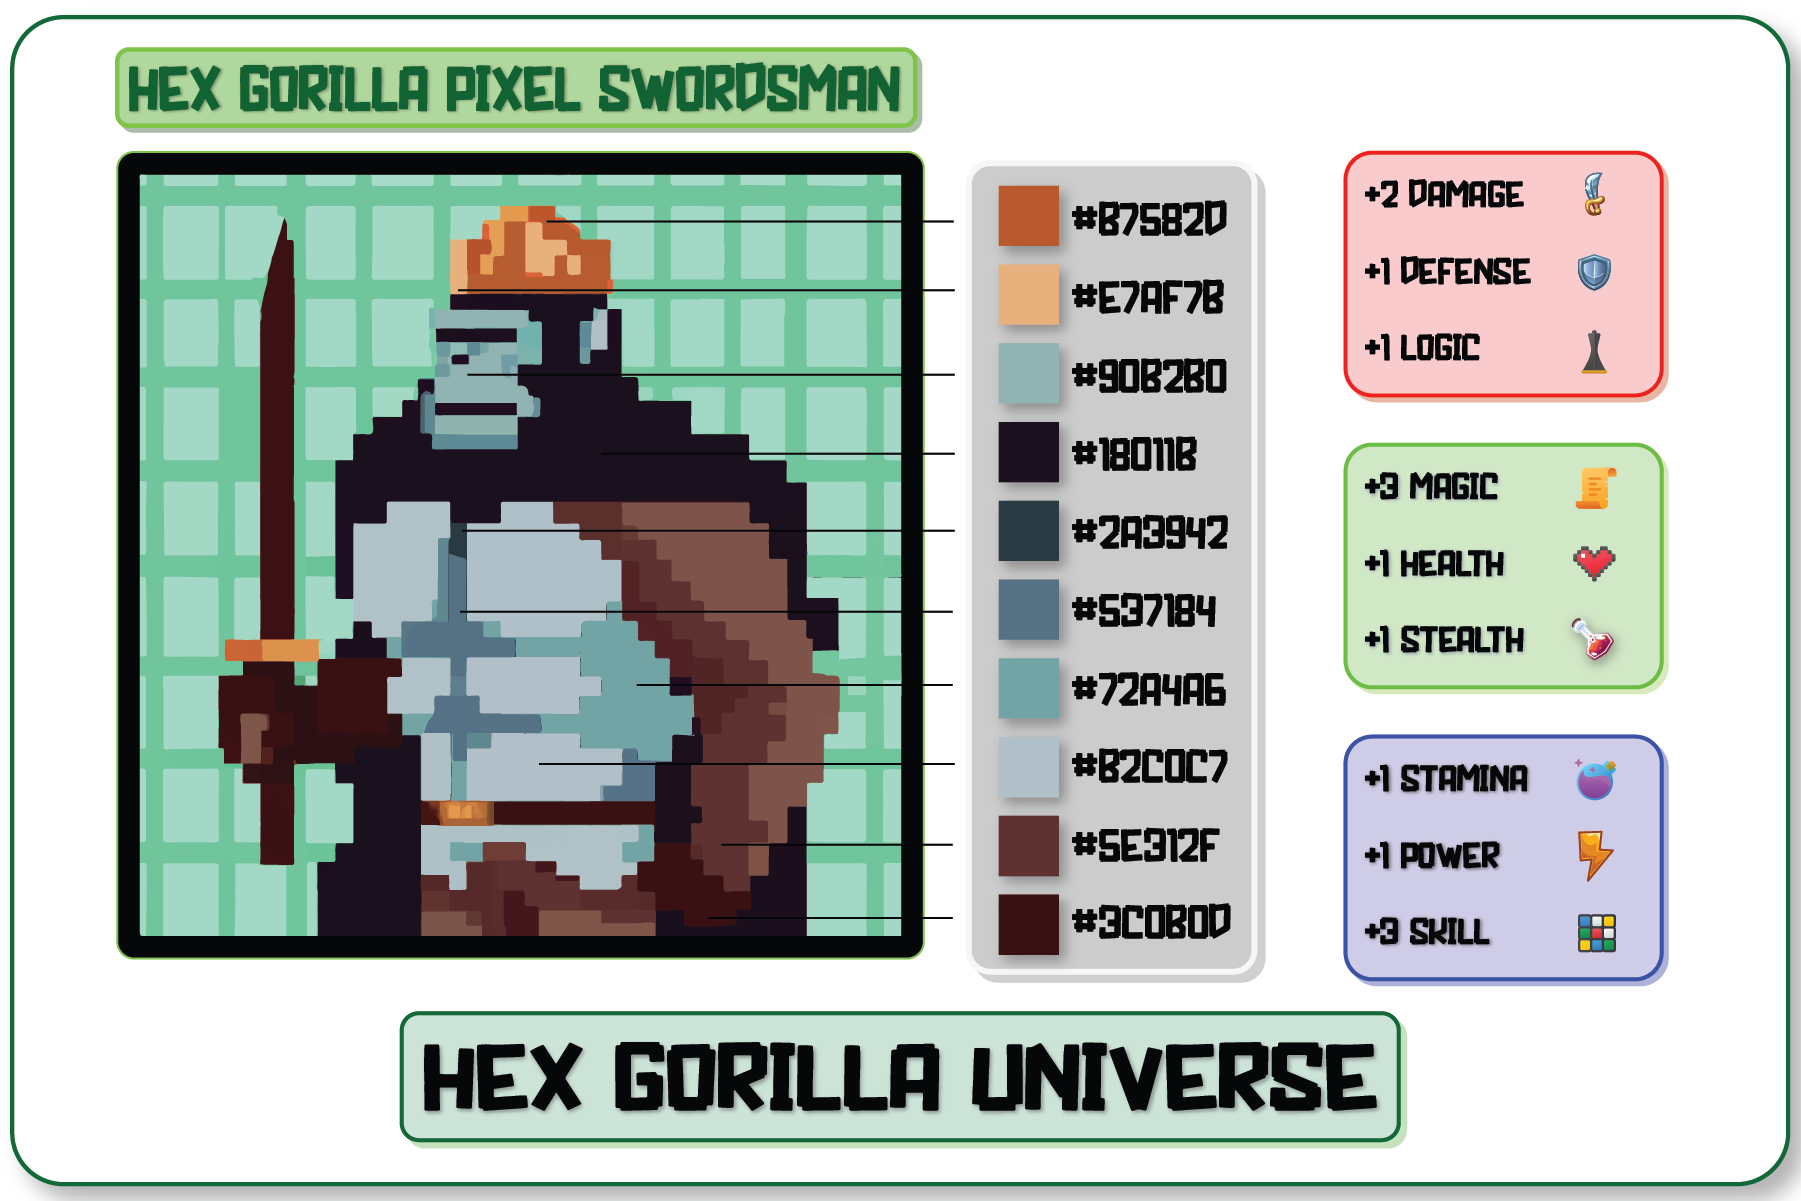 HEX GORILLA PIXEL SWORDSMAN
#B7582D
#E7AF7B
#90B2B0
#18011B
#2A3942
#537184
#72A4A6
#B2C0C7
#5E312F
#3C0B0D
+2 DAMAGE
+1 DEFENSE
+1 LOGIC
+3 MAGIC
+1 HEALTH
+1 STEALTH
+1 STAMINA
+1 POWER
+3 SKILL
HEX GORILLA UNIVERSE